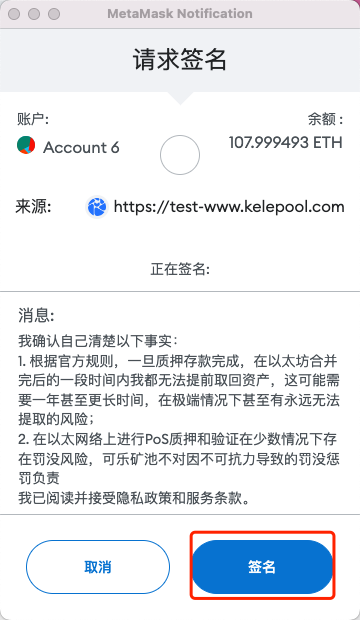 MetaMask Notification
请求签名
账户:
余额:
Account 6
107.999493 ETH
来源:
https://test-www.kelepool.com
正在签名:
消息:
我确认自己清楚以下事实：
1. 根据官方规则，一旦质押存款完成，在以太坊合并
完后的一段时间内我都无法提前取回资产，这可能需
要一年甚至更长时间，在极端情况下甚至有永远无法
提取的风险；
2. 在以太网络上进行PoS质押和验证在少数情况下存
在罚没风险，可乐矿池不对因不可抗力导致的罚没惩
罚负责
我已阅读并接受隐私政策和服务条款。
取消
签名